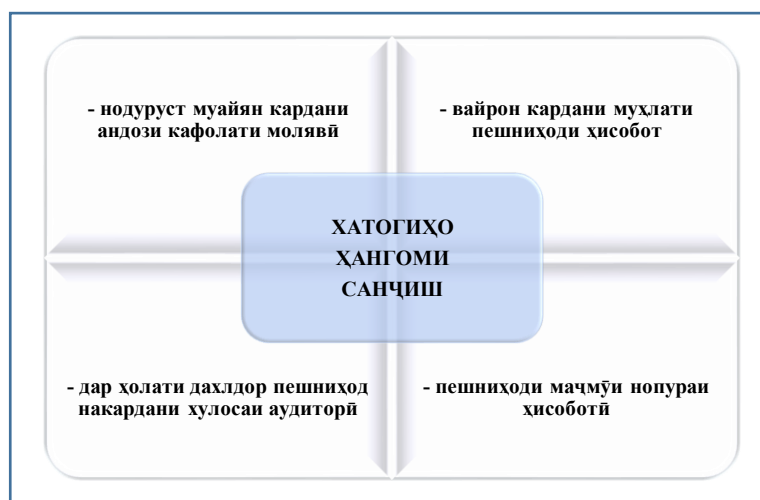 - нодуруст муайян кардани
андози кафолати молявӣ
- вайрон кардани муҳлати
пешниҳоди ҳисобот
ХАТОГИҲО
ҲАНГОМИ
САНҶИШ
- дар ҳолати дахлдор пешниҳод
накардани хулосаи аудиторӣ
- пешниҳоди маҷмӯи нопураи
ҳисоботӣ